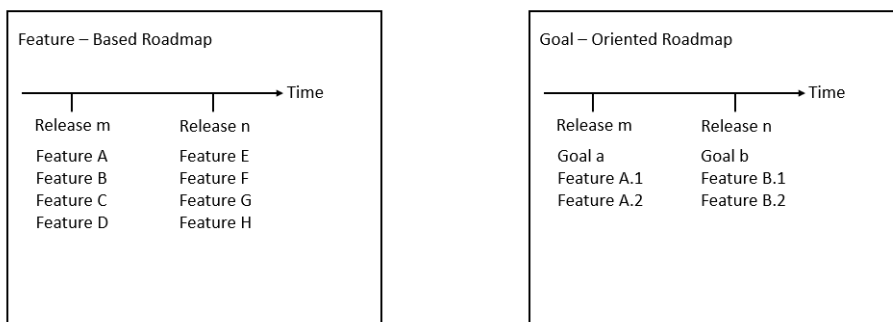 Feature – Based Roadmap
Time
Release m
Release n
Feature A
Feature E
Feature B
Feature F
Feature C
Feature G
Feature D
Feature H
Goal – Oriented Roadmap
Time
Release m
Release n
Goal a
Goal b
Feature A.1
Feature B.1
Feature A.2
Feature B.2